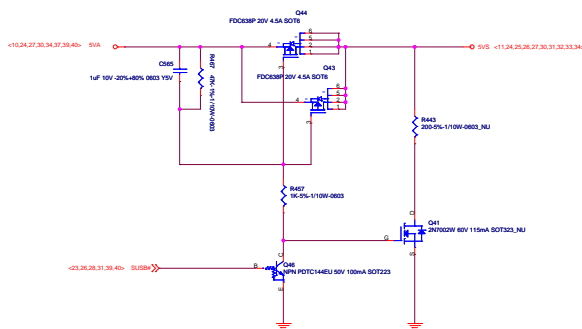 Q44
FDC638P 20V 4.5A SOT6
<10,24,27,30,34,37,39,40> 5VA
4
6
5
2
1
3
5VS <11,24,25,26,27,30,31,32,33,34
C565
1uF 10V -20%+80% 0603 Y5V
R467
47K-1%-1/10W-0603
Q43
FDC638P 20V 4.5A SOT6
4
6
5
2
1
3
R443
200-5%-1/10W-0603_NU
R457
1K-5%-1/10W-0603
Q41
2N7002W 60V 115mA SOT323_NU
D
G
S
<23,26,28,31,39,40> SUSB#
B
C
E
Q46
NPN PDTC144EU 50V 100mA SOT223